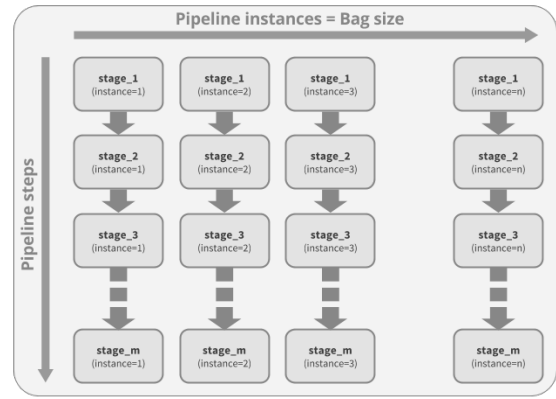 Pipeline instances = Bag size
Pipeline steps
stage_1
(instance=1)
stage_1
(instance=2)
stage_1
(instance=3)
stage_1
(instance=n)
stage_2
(instance=1)
stage_2
(instance=2)
stage_2
(instance=3)
stage_2
(instance=n)
stage_3
(instance=1)
stage_3
(instance=2)
stage_3
(instance=3)
stage_3
(instance=n)
stage_m
(instance=1)
stage_m
(instance=2)
stage_m
(instance=3)
stage_m
(instance=n)